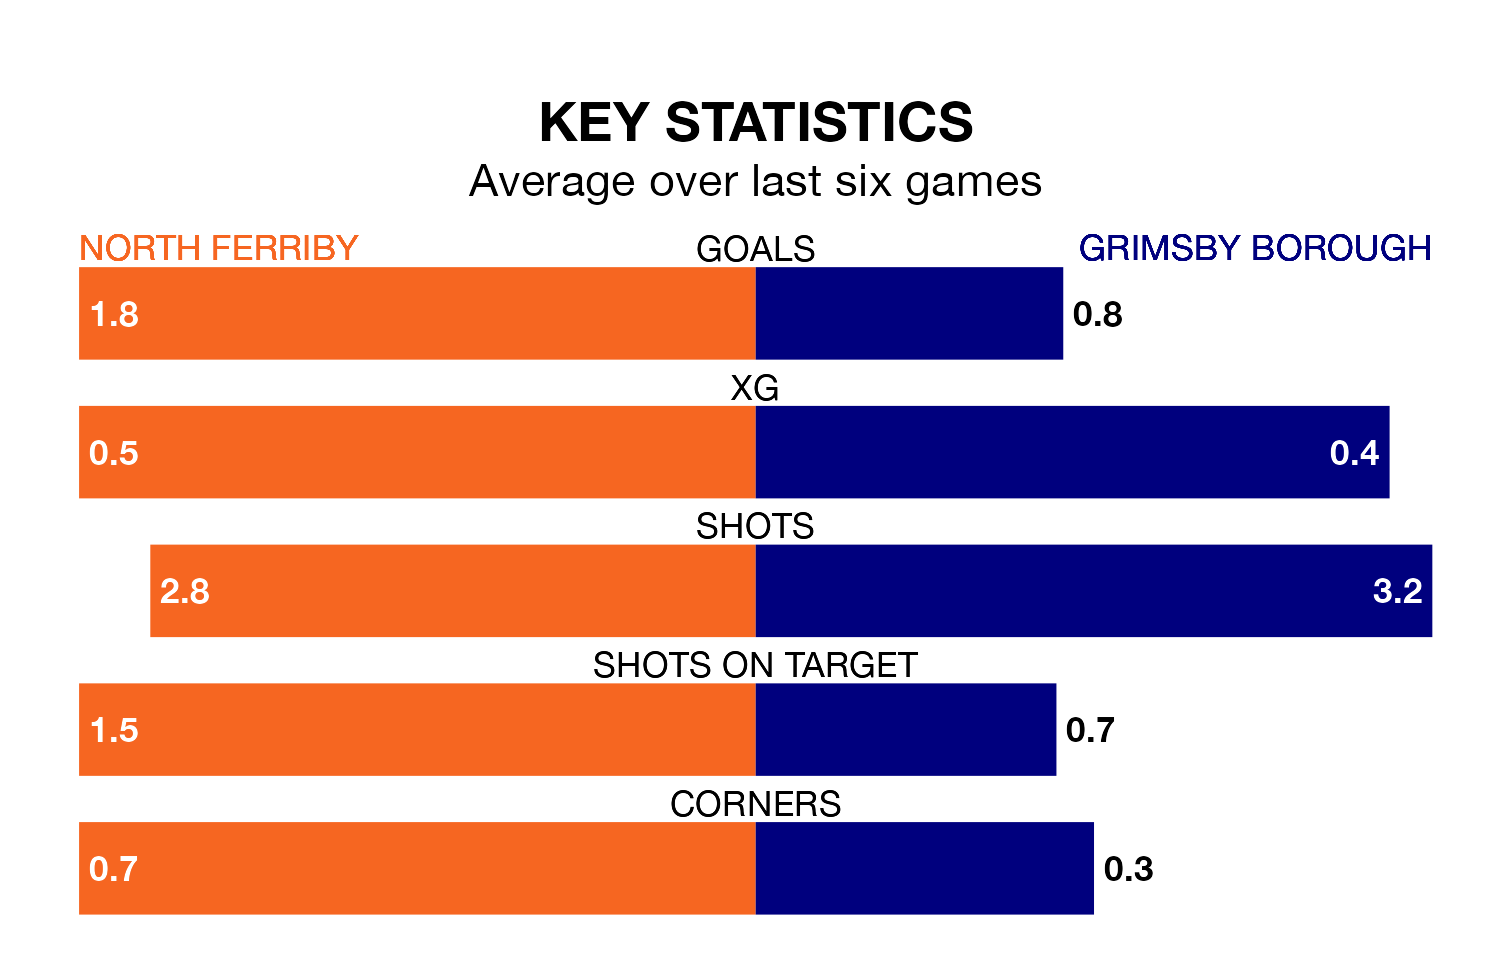 KEY STATISTICS
Average over last six games
NORTH FERRIBY GOALS GRIMSBY BOROUGH
1.8 0.8
XG
0.5 0.4
SHOTS
2.8 3.2
SHOTS ON TARGET
1.5 0.7
CORNERS
0.7 0.3